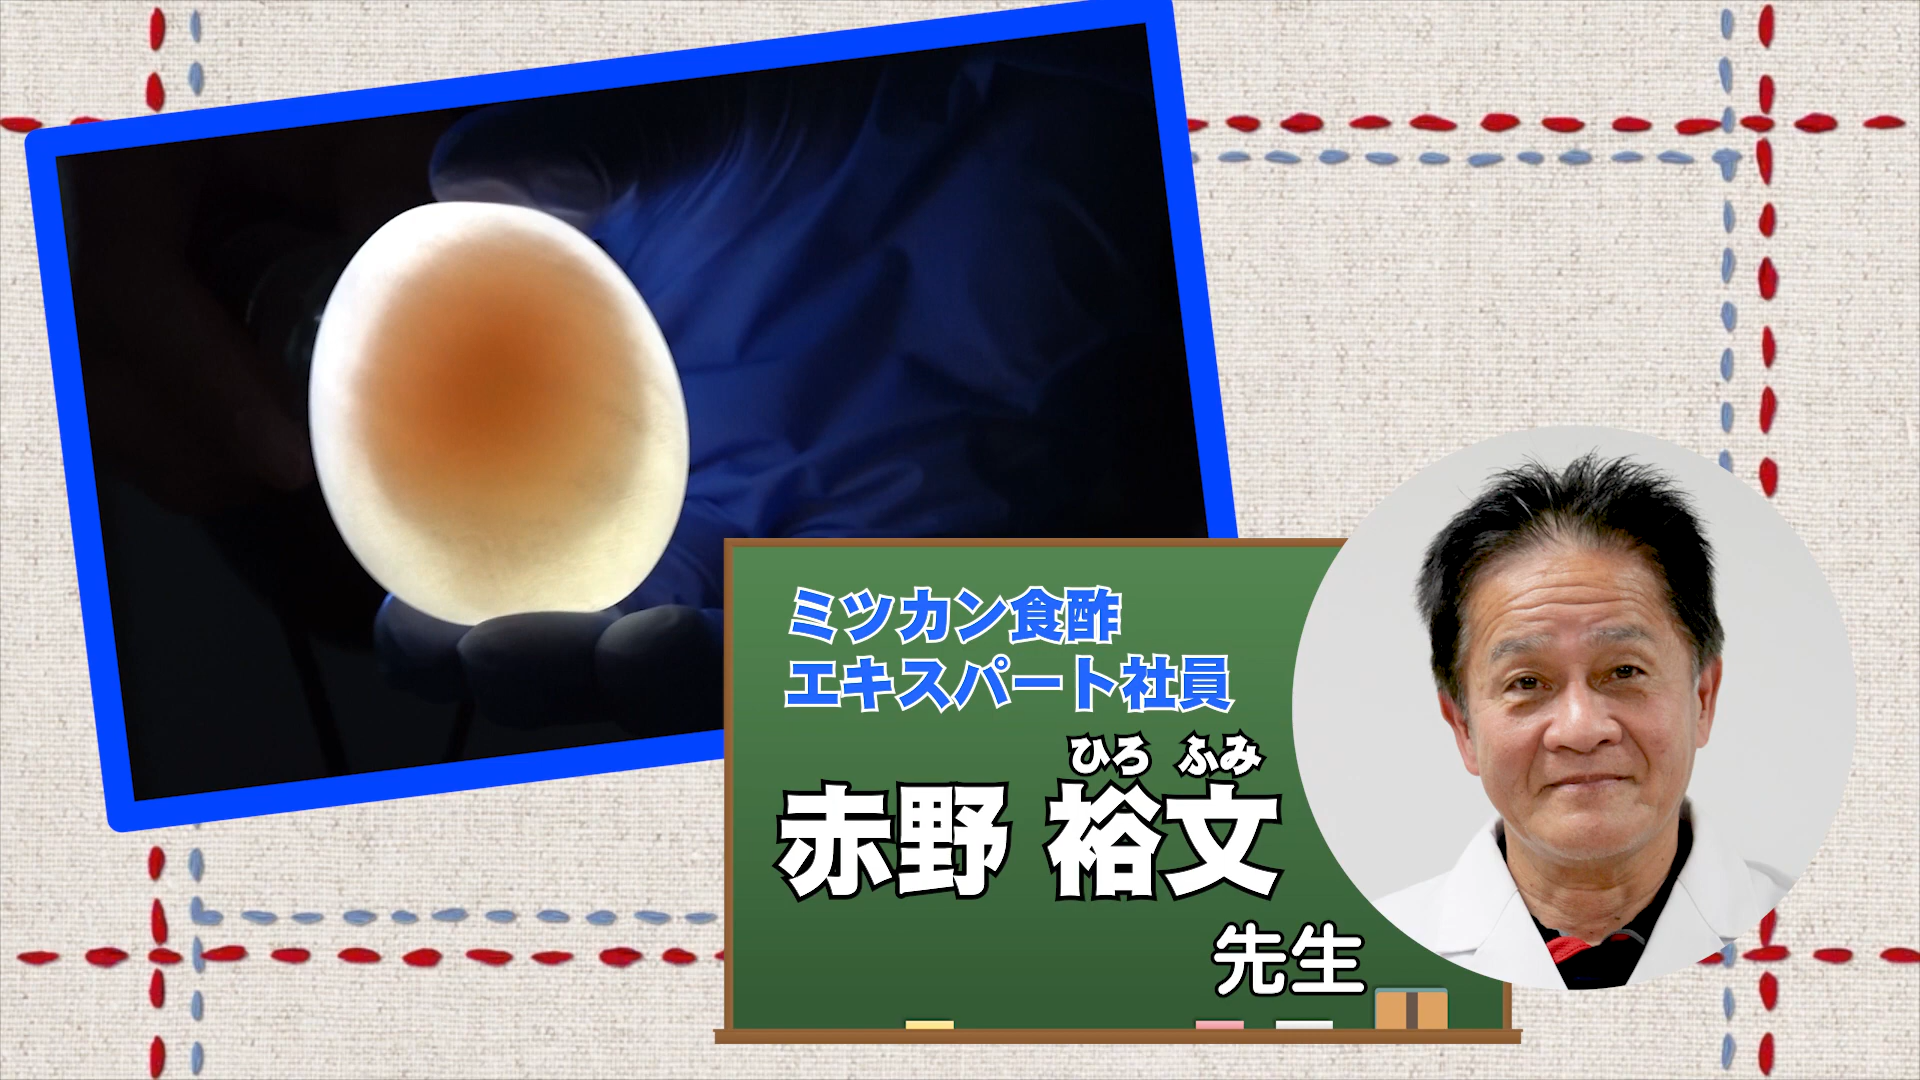 ミツカン食酢
エキスパート社員
ひろ ふみ
赤野 裕文
先生